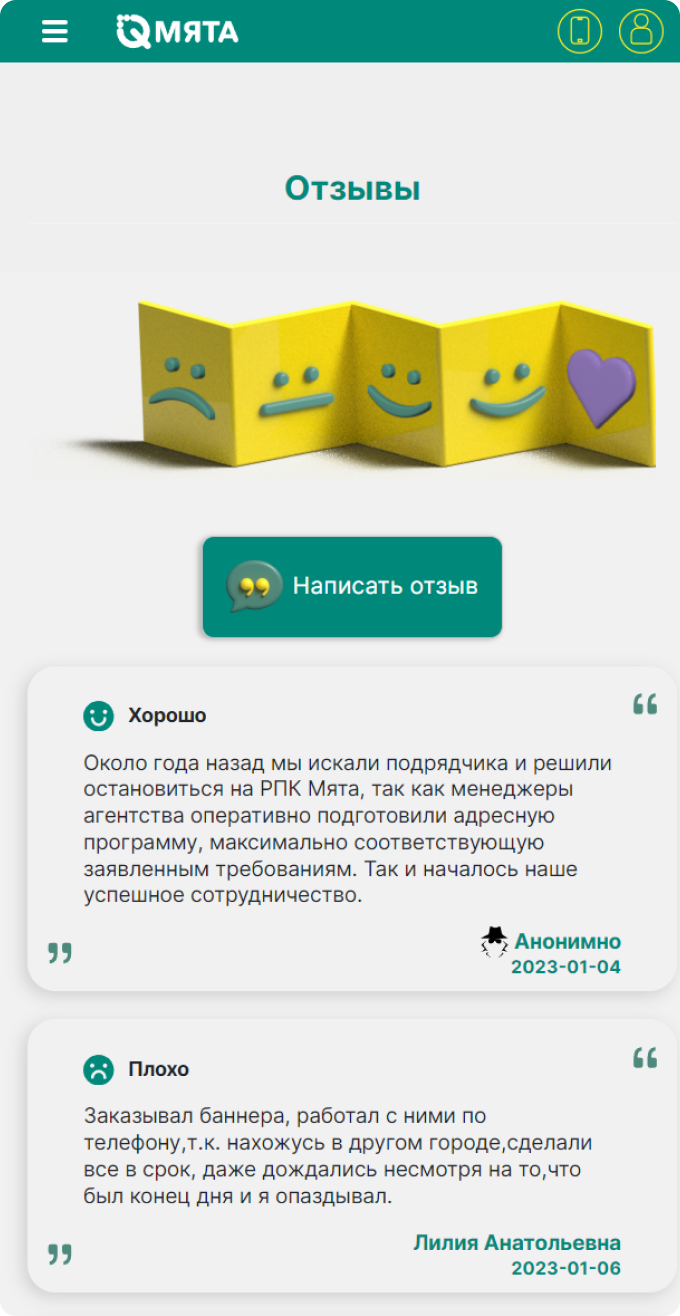 МЯТА
Отзывы
Написать отзыв
Хорошо
Около года назад мы искали подрядчика и решили
остановиться на РПК Мята, так как менеджеры
агентства оперативно подготовили адресную
программу, максимально соответствующую
заявленным требованиям. Так и началось наше
успешное сотрудничество.
Анонимно
2023-01-04
Плохо
Заказывал баннера, работал с ними по
телефону,т.к. нахожусь в другом городе,сделали
все в срок, даже дождались несмотря на то,что
был конец дня и я опаздывал.
Лилия Анатольевна
2023-01-06